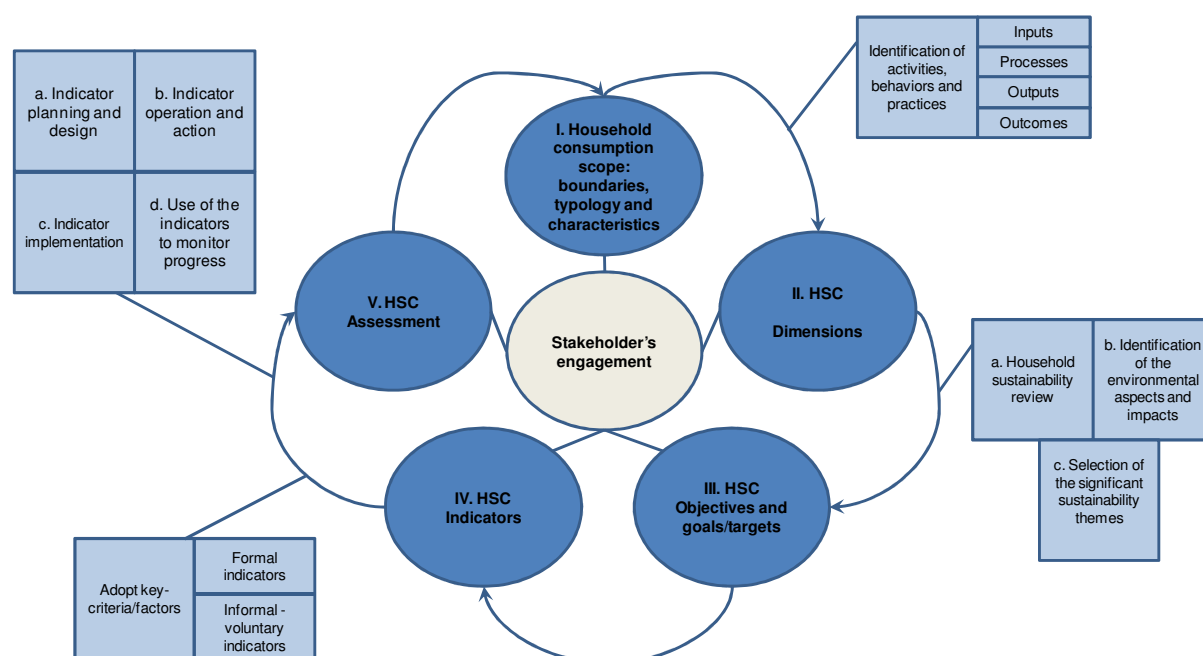 a. Indicator
planning and
design
b. Indicator
operation and
action
c. Indicator
implementation
d. Use of the
indicators
to monitor
progress
I. Household
consumption
scope:
boundaries,
typology and
characteristics
Identification of
activities,
behaviors and
practices
Inputs
Processes
Outputs
Outcomes
V. HSC
Assessment
Stakeholder’s
engagement
II. HSC
Dimensions
a. Household
sustainability
review
b. Identification
of the
environmental
aspects and
impacts
c. Selection of
the significant
sustainability
themes
IV. HSC
Indicators
III. HSC
Objectives and
goals/targets
Adopt key-
criteria/factors
Formal
indicators
Informal -
voluntary
indicators